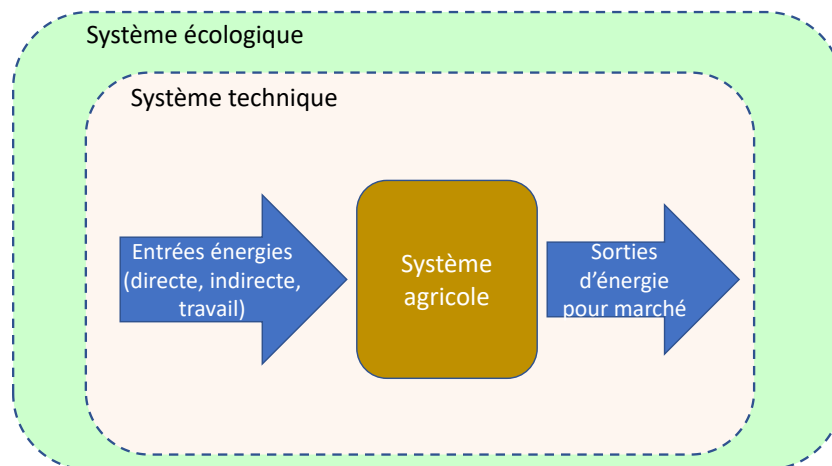 Système écologique
Système technique
Entrées énergies
(directe, indirecte,
travail)
Système
agricole
Sorties
d’énergie
pour marché